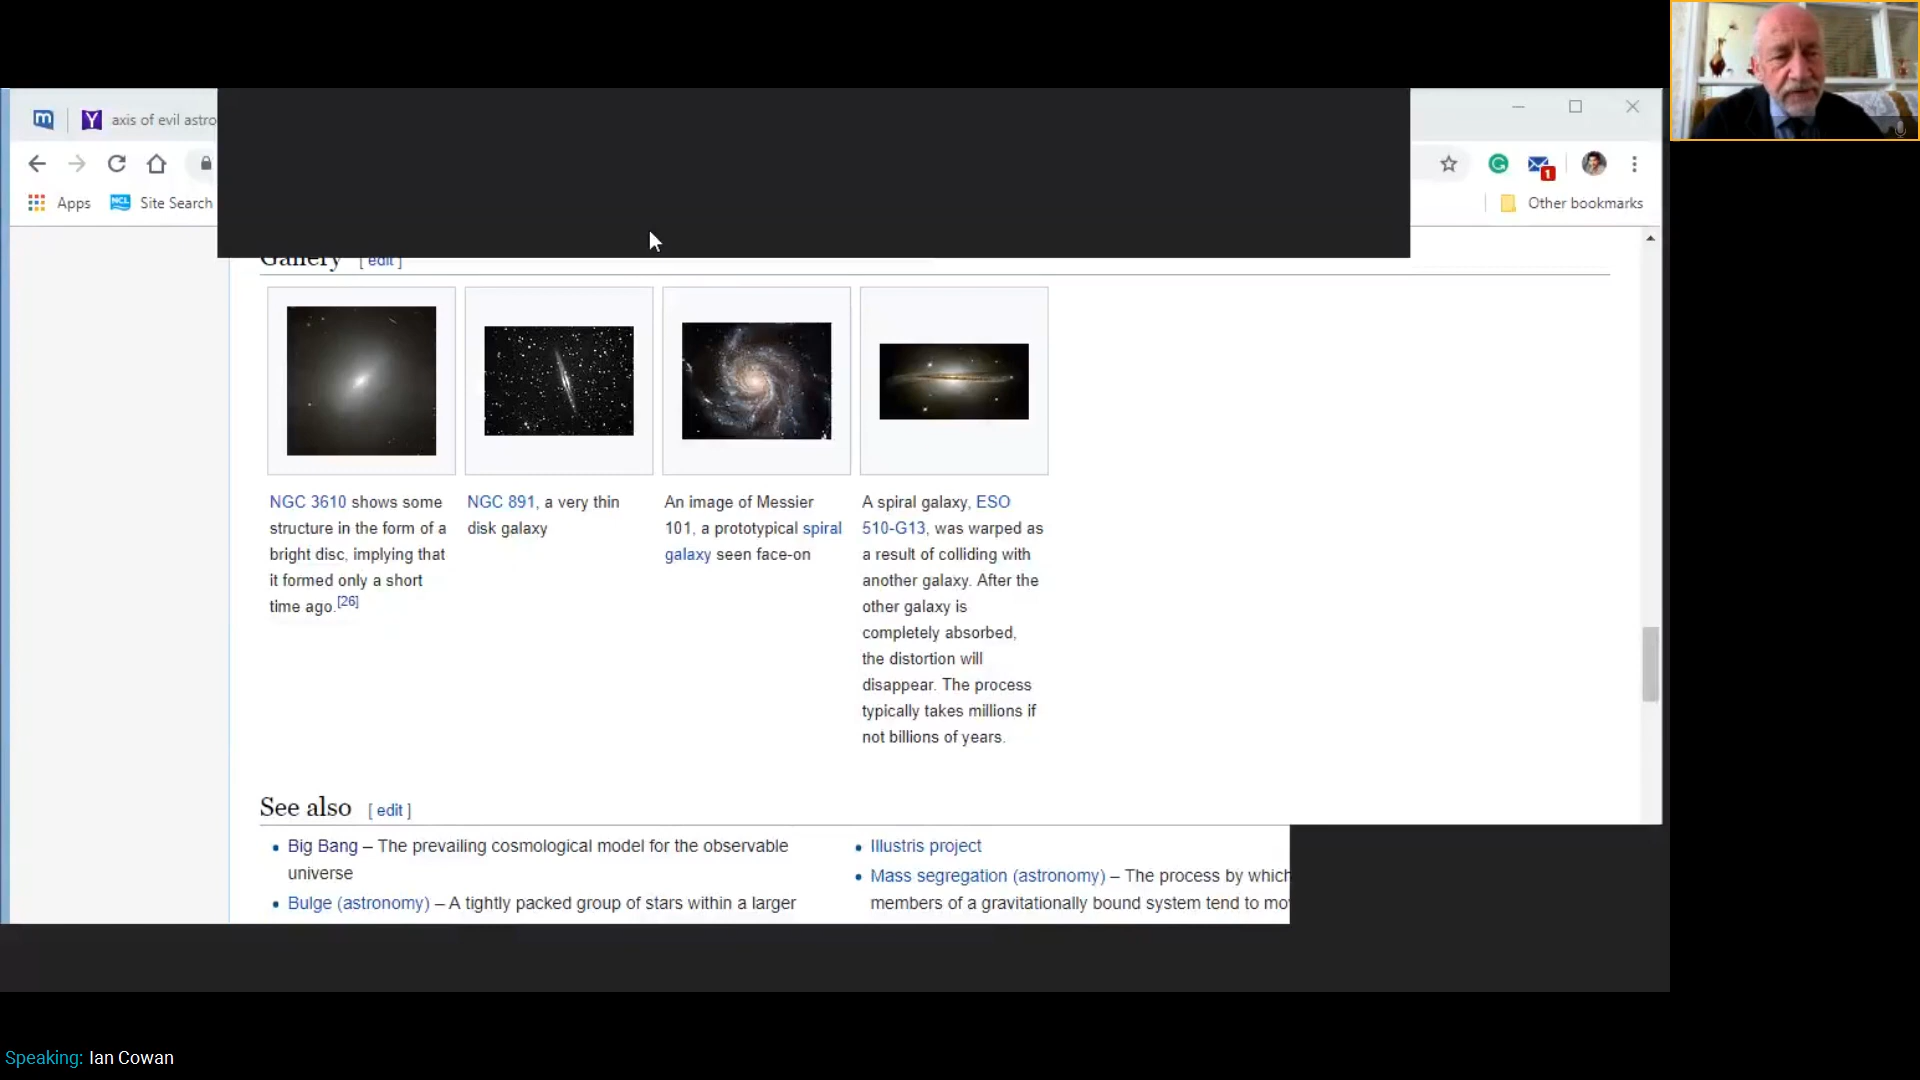 axis of evil astro
Apps
NCL
Site Search
1
Other bookmarks
Gallery [ edit ]
NGC 3610 shows some
structure in the form of a
bright disc, implying that
it formed only a short
time ago.[26]
NGC 891, a very thin
disk galaxy
An image of Messier
101, a prototypical spiral
galaxy seen face-on
A spiral galaxy, ESO
510-G13, was warped as
a result of colliding with
another galaxy. After the
other galaxy is
completely absorbed,
the distortion will
disappear. The process
typically takes millions if
not billions of years.
See also [ edit ]
Big Bang – The prevailing cosmological model for the observable
universe
Bulge (astronomy) – A tightly packed group of stars within a larger
Illustris project
Mass segregation (astronomy) – The process by which
members of a gravitationally bound system tend to mo
Speaking: Ian Cowan